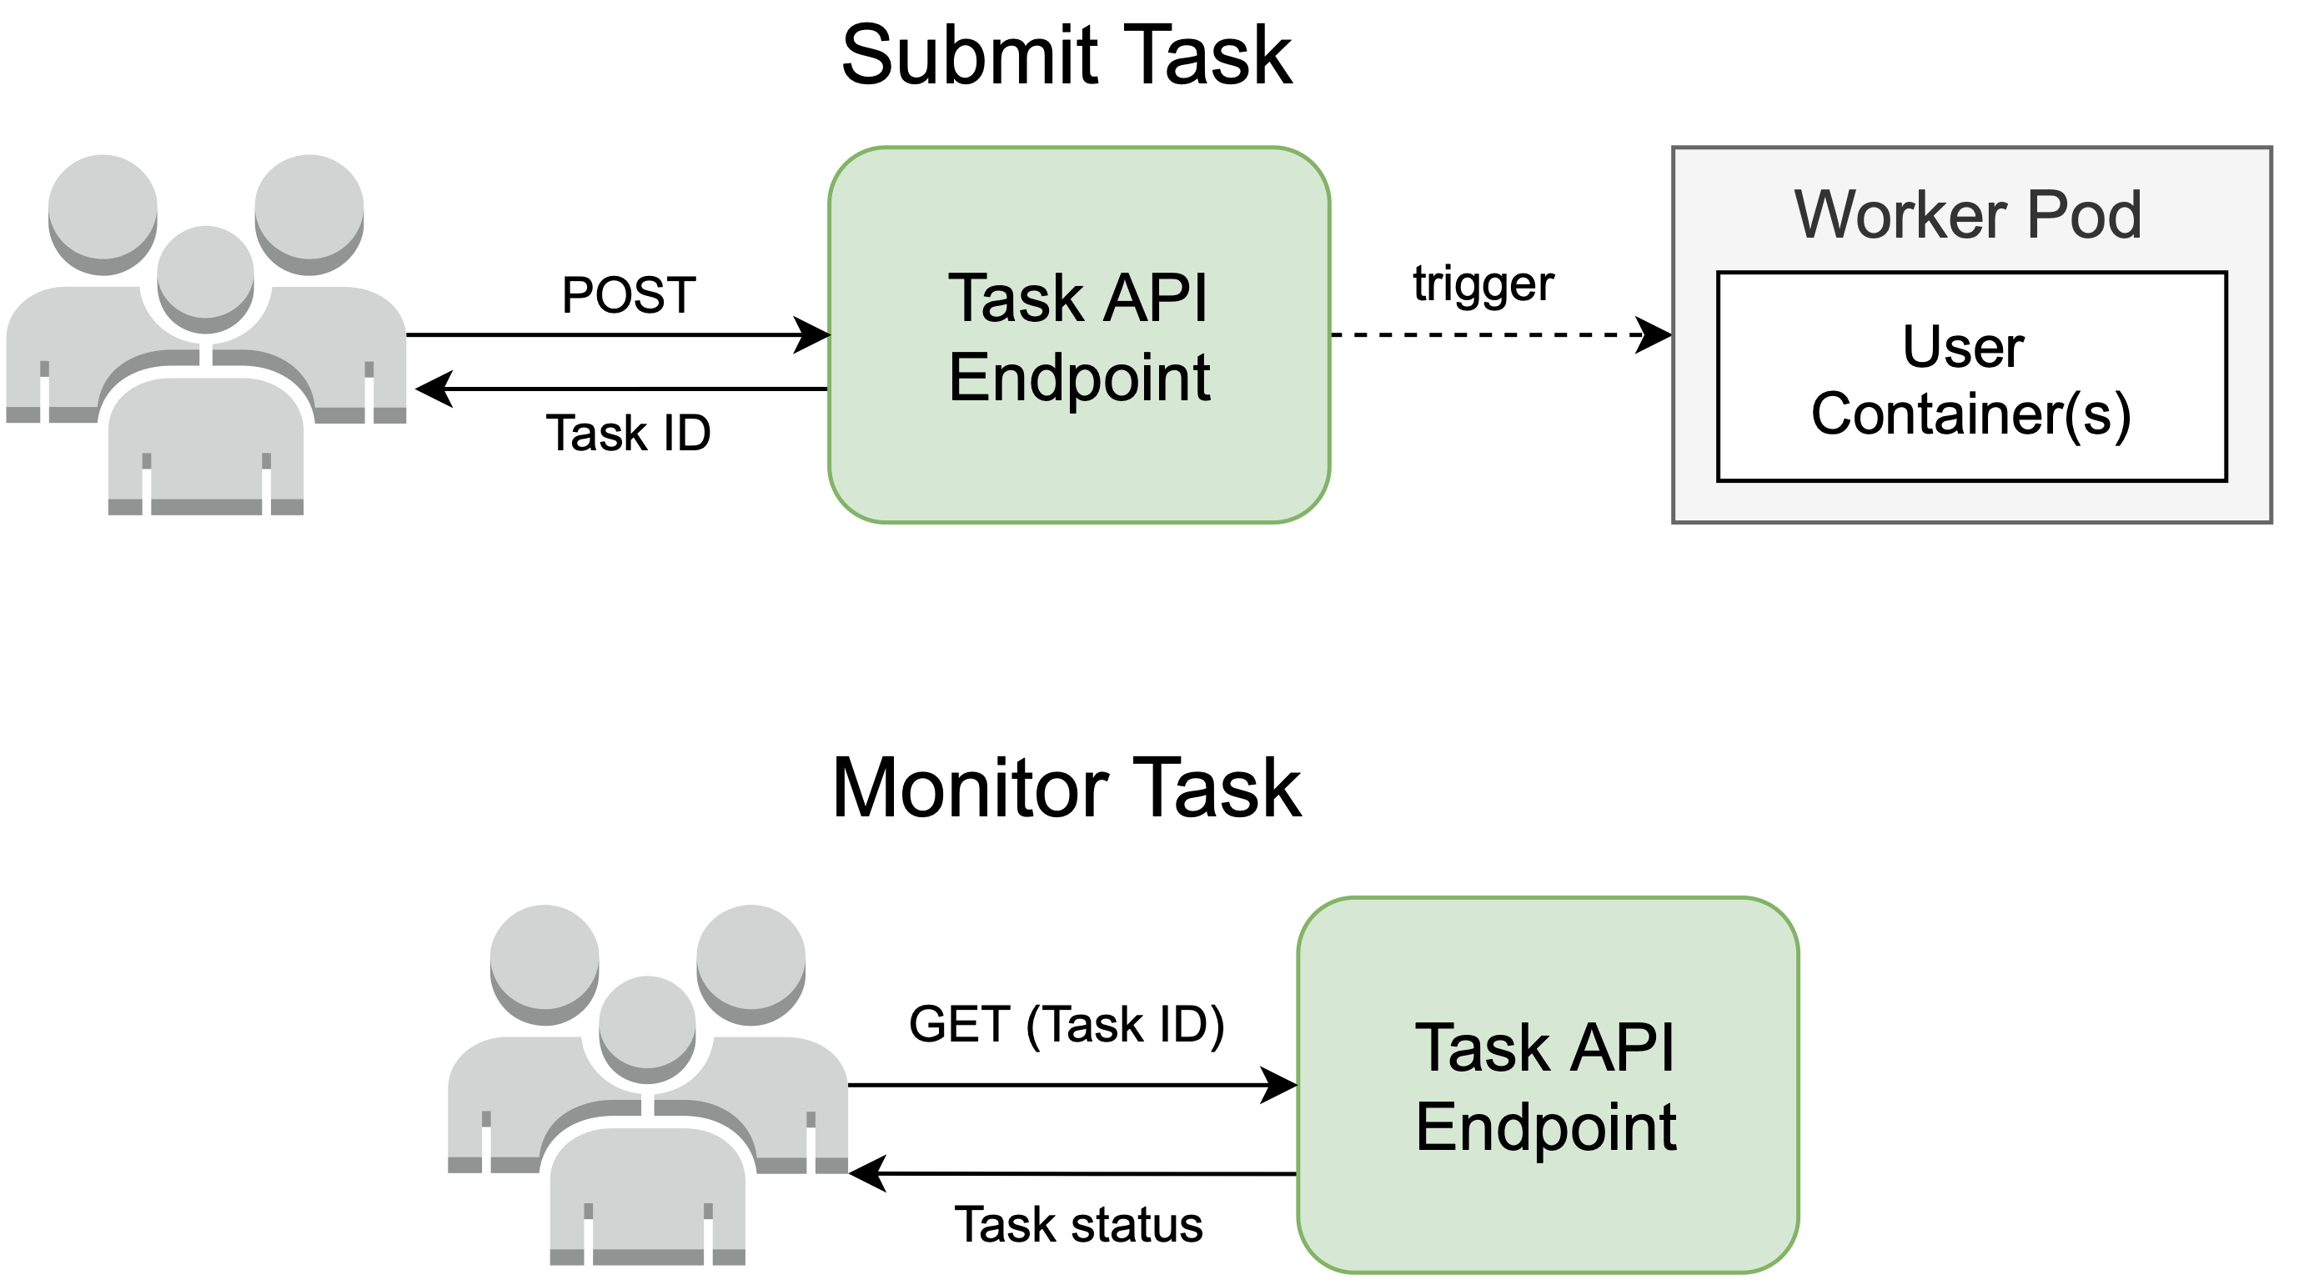 Submit Task
POST
Task ID
Task API
Endpoint
trigger
Worker Pod
User
Container(s)
Monitor Task
GET (Task ID)
Task status
Task API
Endpoint